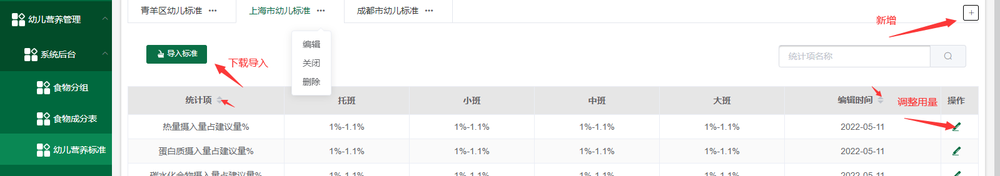 青羊区幼儿标准 ••• 上海市幼儿标准 ••• 成都市幼儿标准 •••
幼儿营养管理
新增
编辑
系统后台
导入标准
统计项名称
下载导入
关闭
删除
食物分组
统计项 托班 小班 中班 大班 编辑时间 操作
调整用量
食物成分表
热量摄入量占建议量% 1%-1.1% 1%-1.1% 1%-1.1% 1%-1.1% 2022-05-11
幼儿营养标准
蛋白质摄入量占建议量% 1%-1.1% 1%-1.1% 1%-1.1% 1%-1.1% 2022-05-11
碳水化合物摄入量占建议量% 1%-1.1% 1%-1.1% 1%-1.1% 1%-1.1% 2022-05-11